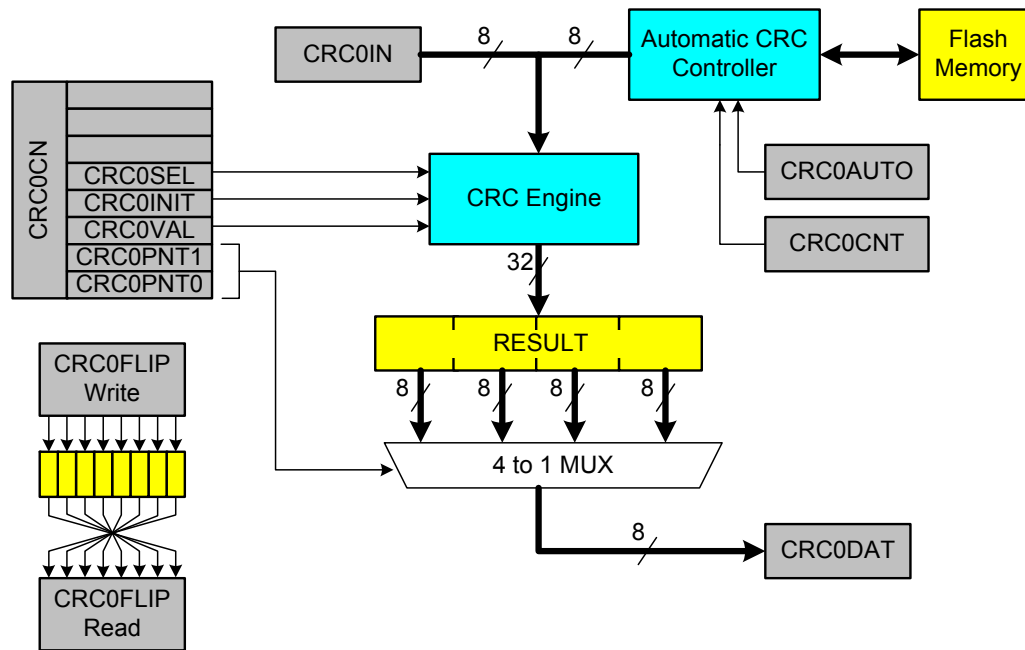 CRC0IN
8
8
Automatic CRC
Controller
Flash
Memory
CRC0CN
CRC0SEL
CRC0INIT
CRC0VAL
CRC0PNT1
CRC0PNT0
CRC Engine
CRC0AUTO
CRC0CNT
32
RESULT
8
8
8
8
4 to 1 MUX
8
CRC0DAT
CRC0FLIP
Write
CRC0FLIP
Read